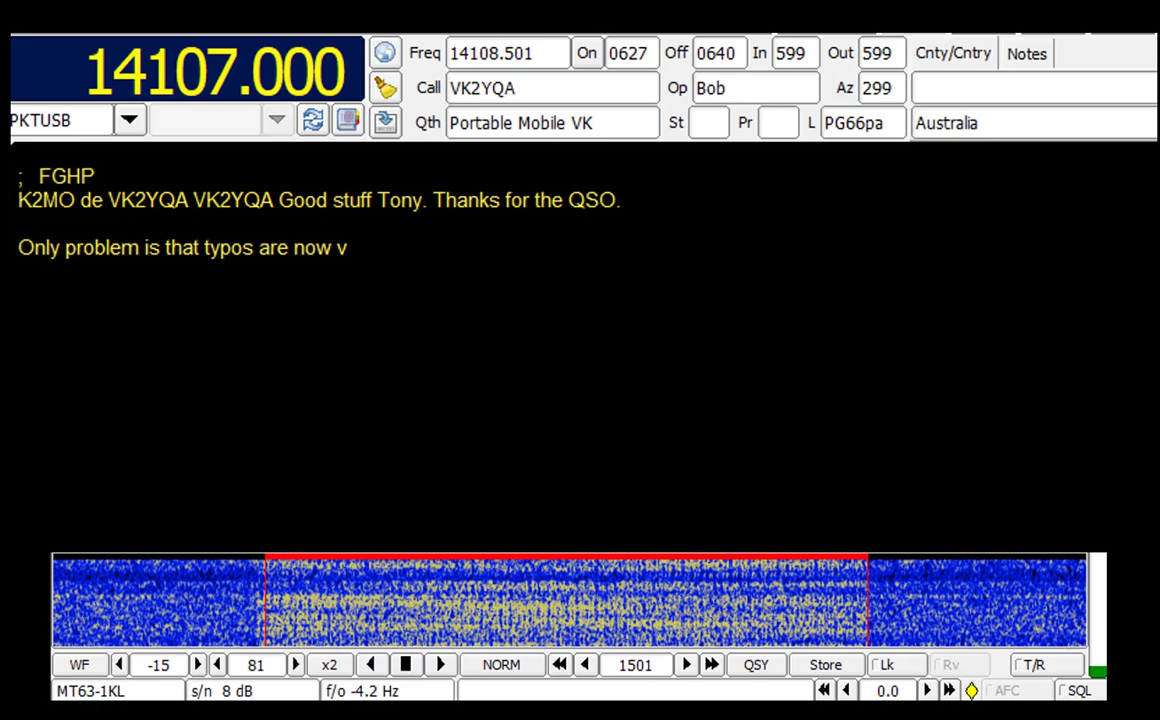 14107.000
Freq 14108.501 On 0627 Off 0640 In 599 Out 599 Cnty/Cntry Notes
Call VK2YQA Op Bob Az 299
PKTUSB
Qth Portable Mobile VK St Pr L PG66pa Australia
; FGHP
K2MO de VK2YQA VK2YQA Good stuff Tony. Thanks for the QSO.
Only problem is that typos are now v
WF -15 81 x2 NORM 1501 QSY Store Lk Rv T/R
MT63-1KL s/n 8 dB f/o -4.2 Hz 0.0 AFC SQL